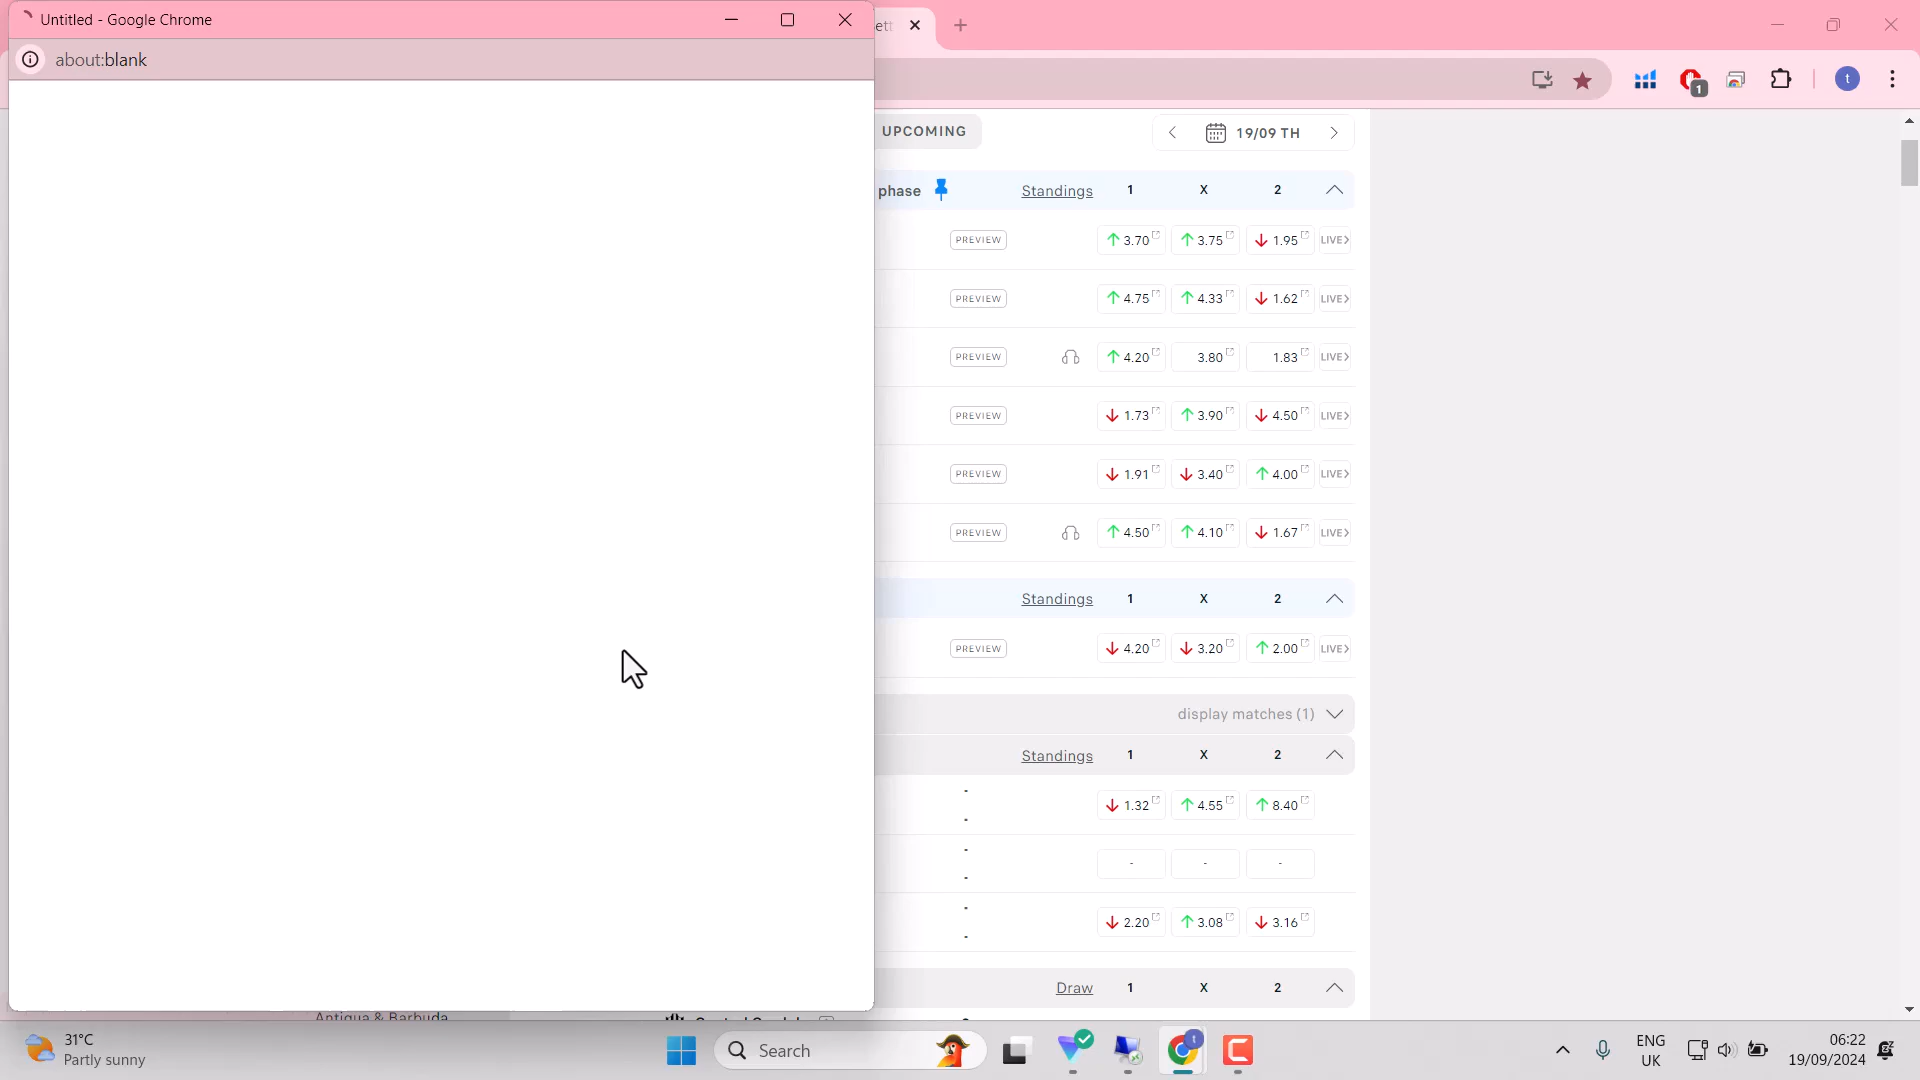 Untitled - Google Chrome
about:blank
1
t
UPCOMING
19/09 TH
phase
Standings 1 X 2
PREVIEW 3.70 3.75 1.95 LIVE
PREVIEW 4.75 4.33 1.62 LIVE
PREVIEW 4.20 3.80 1.83 LIVE
PREVIEW 1.73 3.90 4.50 LIVE
PREVIEW 1.91 3.40 4.00 LIVE
PREVIEW 4.50 4.10 1.67 LIVE
Standings 1 X 2
PREVIEW 4.20 3.20 2.00 LIVE
display matches (1)
Standings 1 X 2
- - 1.32 4.55 8.40
- - - - -
- - 2.20 3.08 3.16
Draw 1 X 2
Antigua & Barbuda
31°C
Partly sunny
Search
t
ENG
UK
06:22
19/09/2024